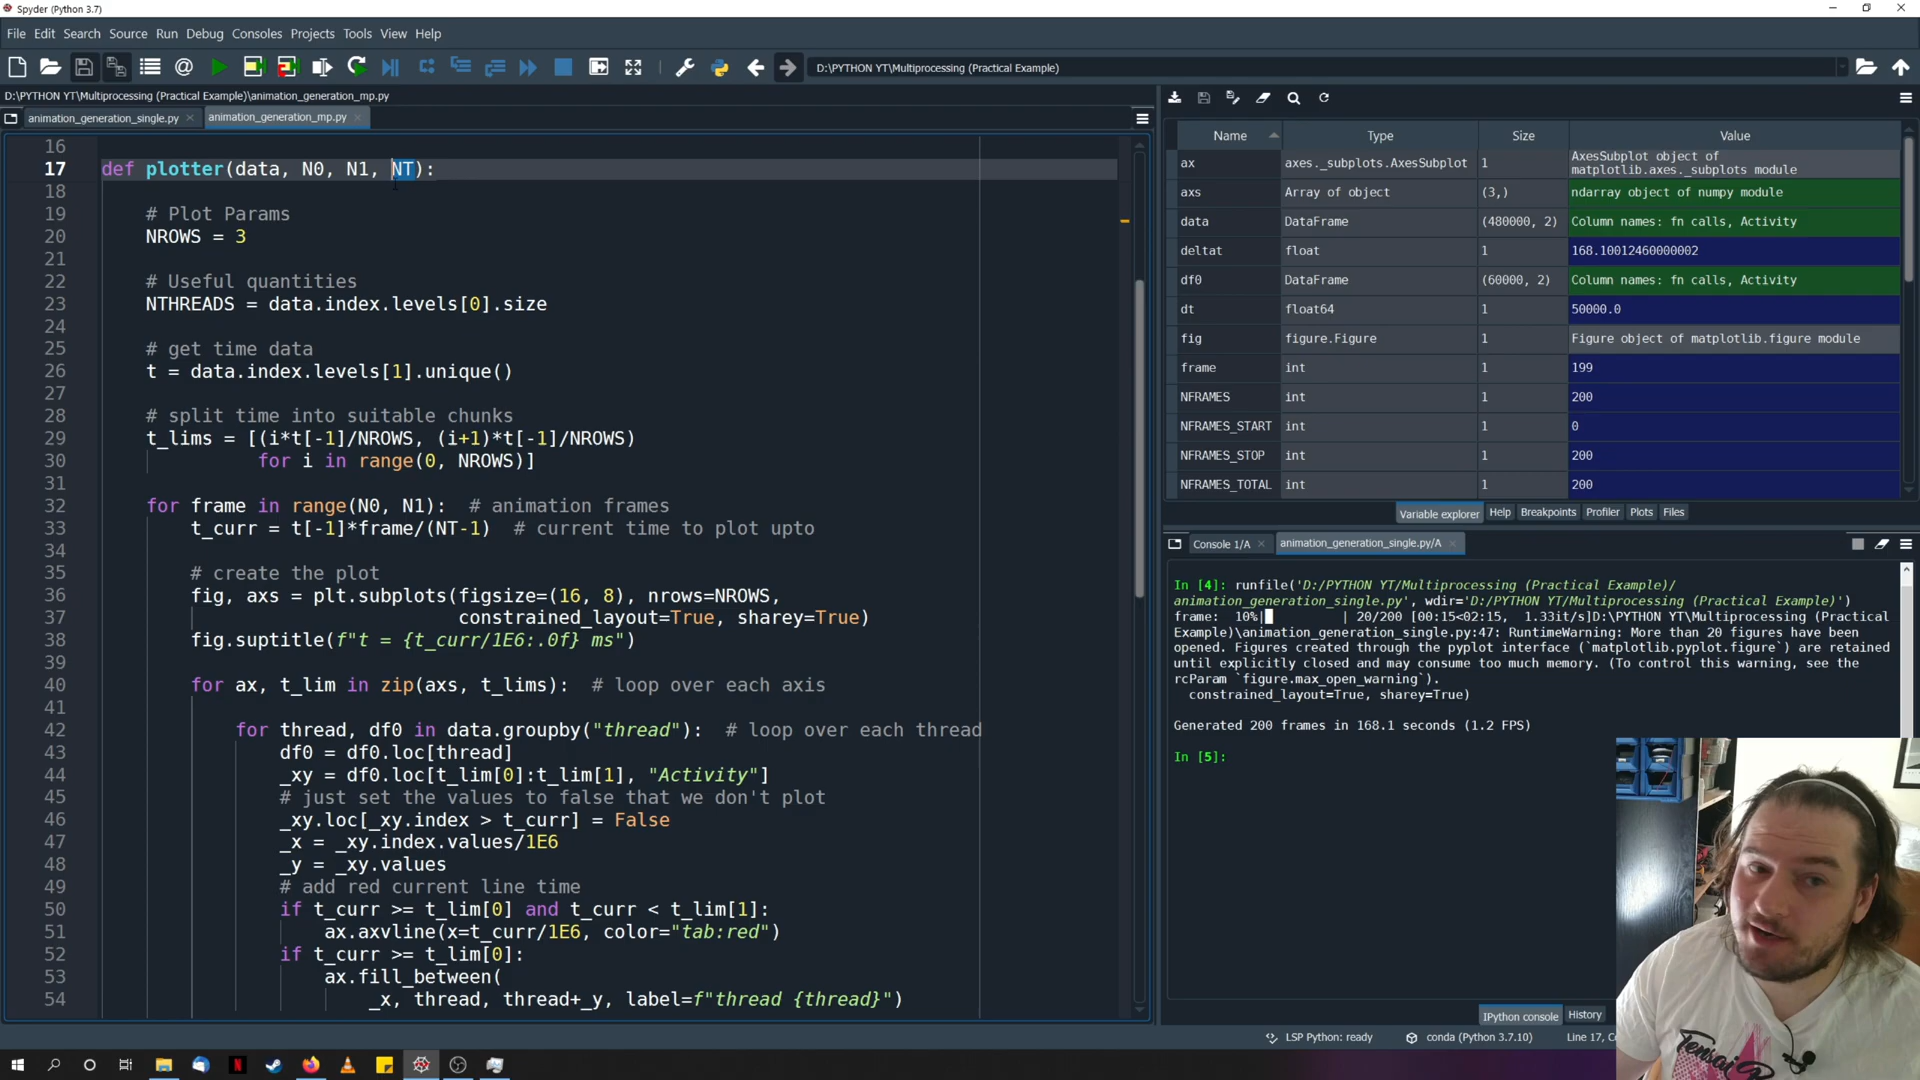 Spyder (Python 3.7)
File Edit Search Source Run Debug Consoles Projects Tools View Help
D:\PYTHON YT\Multiprocessing (Practical Example)
D:\PYTHON YT\Multiprocessing (Practical Example)\animation_generation_mp.py
animation_generation_single.py animation_generation_mp.py
16
17 def plotter(data, N0, N1, NT):
18
19 # Plot Params
20 NROWS = 3
21
22 # Useful quantities
23 NTHREADS = data.index.levels[0].size
24
25 # get time data
26 t = data.index.levels[1].unique()
27
28 # split time into suitable chunks
29 t_lims = [(i*t[-1]/NROWS, (i+1)*t[-1]/NROWS)
30 for i in range(0, NROWS)]
31
32 for frame in range(N0, N1): # animation frames
33 t_curr = t[-1]*frame/(NT-1) # current time to plot upto
34
35 # create the plot
36 fig, axs = plt.subplots(figsize=(16, 8), nrows=NROWS,
37 constrained_layout=True, sharey=True)
38 fig.suptitle(f"t = {t_curr/1E6:.0f} ms")
39
40 for ax, t_lim in zip(axs, t_lims): # loop over each axis
41
42 for thread, df0 in data.groupby("thread"): # loop over each thread
43 df0 = df0.loc[thread]
44 _xy = df0.loc[t_lim[0]:t_lim[1], "Activity"]
45 # just set the values to false that we don't plot
46 _xy.loc[_xy.index > t_curr] = False
47 _x = _xy.index.values/1E6
48 _y = _xy.values
49 # add red current line time
50 if t_curr >= t_lim[0] and t_curr < t_lim[1]:
51 ax.axvline(x=t_curr/1E6, color="tab:red")
52 if t_curr >= t_lim[0]:
53 ax.fill_between(
54 _x, thread, thread+_y, label=f"thread {thread}")
Name Type Size Value
ax axes._subplots.AxesSubplot 1 AxesSubplot object of
matplotlib.axes._subplots module
axs Array of object (3,) ndarray object of numpy module
data DataFrame (480000, 2) Column names: fn calls, Activity
deltat float 1 168.10012460000002
df0 DataFrame (60000, 2) Column names: fn calls, Activity
dt float64 1 50000.0
fig figure.Figure 1 Figure object of matplotlib.figure module
frame int 1 199
NFRAMES int 1 200
NFRAMES_START int 1 0
NFRAMES_STOP int 1 200
NFRAMES_TOTAL int 1 200
Variable explorer Help Breakpoints Profiler Plots Files
Console 1/A animation_generation_single.py/A
In [4]: runfile('D:/PYTHON YT/Multiprocessing (Practical Example)/
animation_generation_single.py', wdir='D:/PYTHON YT/Multiprocessing (Practical Example)')
frame: 10%| | 20/200 [00:15<02:15, 1.33it/s]D:\PYTHON YT\Multiprocessing (Practical
Example)\animation_generation_single.py:47: RuntimeWarning: More than 20 figures have been
opened. Figures created through the pyplot interface (`matplotlib.pyplot.figure`) are retained
until explicitly closed and may consume too much memory. (To control this warning, see the
rcParam `figure.max_open_warning`).
constrained_layout=True, sharey=True)
Generated 200 frames in 168.1 seconds (1.2 FPS)
In [5]:
IPython console History
LSP Python: ready conda (Python 3.7.10) Line 17, C